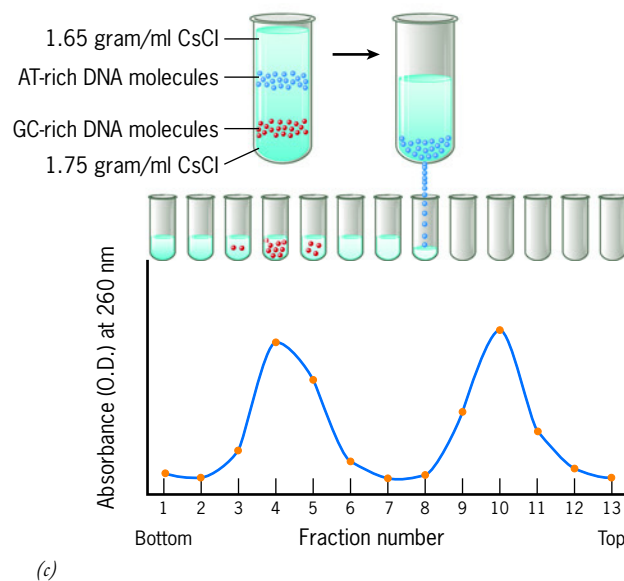 1.65 gram/ml CsCl
AT-rich DNA molecules
GC-rich DNA molecules
1.75 gram/ml CsCl
Absorbance (O.D.) at 260 nm
1 2 3 4 5 6 7 8 9 10 11 12 13
Bottom Fraction number Top
(c)